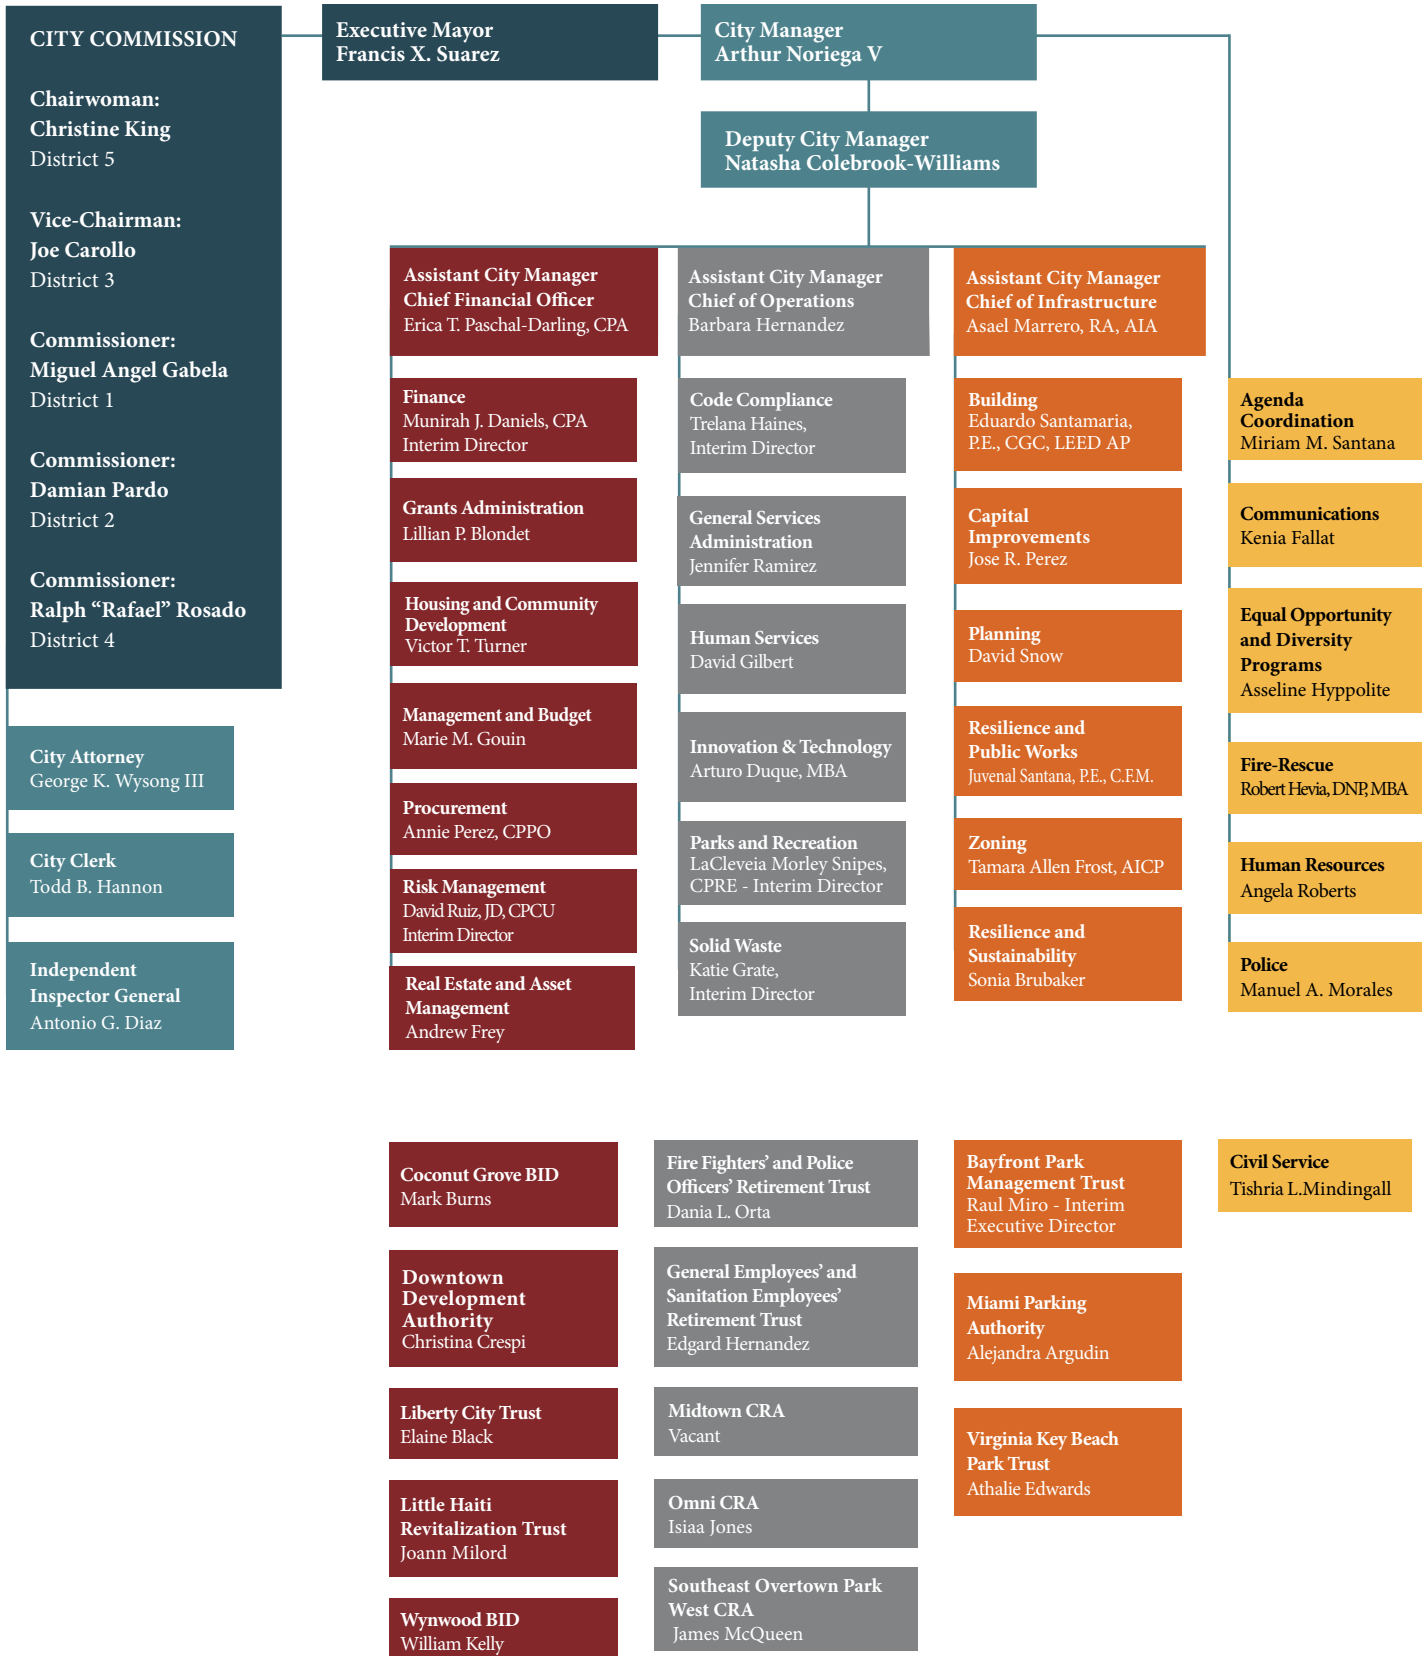 CITY COMMISSION
Chairwoman:
Christine King
District 5
Vice-Chairman:
Joe Carollo
District 3
Commissioner:
Miguel Angel Gabela
District 1
Commissioner:
Damian Pardo
District 2
Commissioner:
Ralph “Rafael” Rosado
District 4
City Attorney
George K. Wysong III
City Clerk
Todd B. Hannon
Independent
Inspector General
Antonio G. Diaz
Executive Mayor
Francis X. Suarez
City Manager
Arthur Noriega V
Deputy City Manager
Natasha Colebrook-Williams
Assistant City Manager
Chief Financial Officer
Erica T. Paschal-Darling, CPA
Finance
Munirah J. Daniels, CPA
Interim Director
Grants Administration
Lillian P. Blondet
Housing and Community
Development
Victor T. Turner
Management and Budget
Marie M. Gouin
Procurement
Annie Perez, CPPO
Risk Management
David Ruiz, JD, CPCU
Interim Director
Real Estate and Asset
Management
Andrew Frey
Assistant City Manager
Chief of Operations
Barbara Hernandez
Code Compliance
Trelana Haines,
Interim Director
General Services
Administration
Jennifer Ramirez
Human Services
David Gilbert
Innovation & Technology
Arturo Duque, MBA
Parks and Recreation
LaCleveia Morley Snipes,
CPRE - Interim Director
Solid Waste
Katie Grate,
Interim Director
Assistant City Manager
Chief of Infrastructure
Asael Marrero, RA, AIA
Building
Eduardo Santamaria,
P.E., CGC, LEED AP
Capital
Improvements
Jose R. Perez
Planning
David Snow
Resilience and
Public Works
Juvenal Santana, P.E., C.F.M.
Zoning
Tamara Allen Frost, AICP
Resilience and
Sustainability
Sonia Brubaker
Agenda
Coordination
Miriam M. Santana
Communications
Kenia Fallat
Equal Opportunity
and Diversity
Programs
Asseline Hyppolite
Fire-Rescue
Robert Hevia, DNP, MBA
Human Resources
Angela Roberts
Police
Manuel A. Morales
Coconut Grove BID
Mark Burns
Downtown
Development
Authority
Christina Crespi
Liberty City Trust
Elaine Black
Little Haiti
Revitalization Trust
Joann Milord
Wynwood BID
William Kelly
Fire Fighters’ and Police
Officers’ Retirement Trust
Dania L. Orta
General Employees’ and
Sanitation Employees’
Retirement Trust
Edgard Hernandez
Midtown CRA
Vacant
Omni CRA
Isiaa Jones
Southeast Overtown Park
West CRA
James McQueen
Bayfront Park
Management Trust
Raul Miro - Interim
Executive Director
Miami Parking
Authority
Alejandra Argudin
Virginia Key Beach
Park Trust
Athalie Edwards
Civil Service
Tishria L.Mindingall